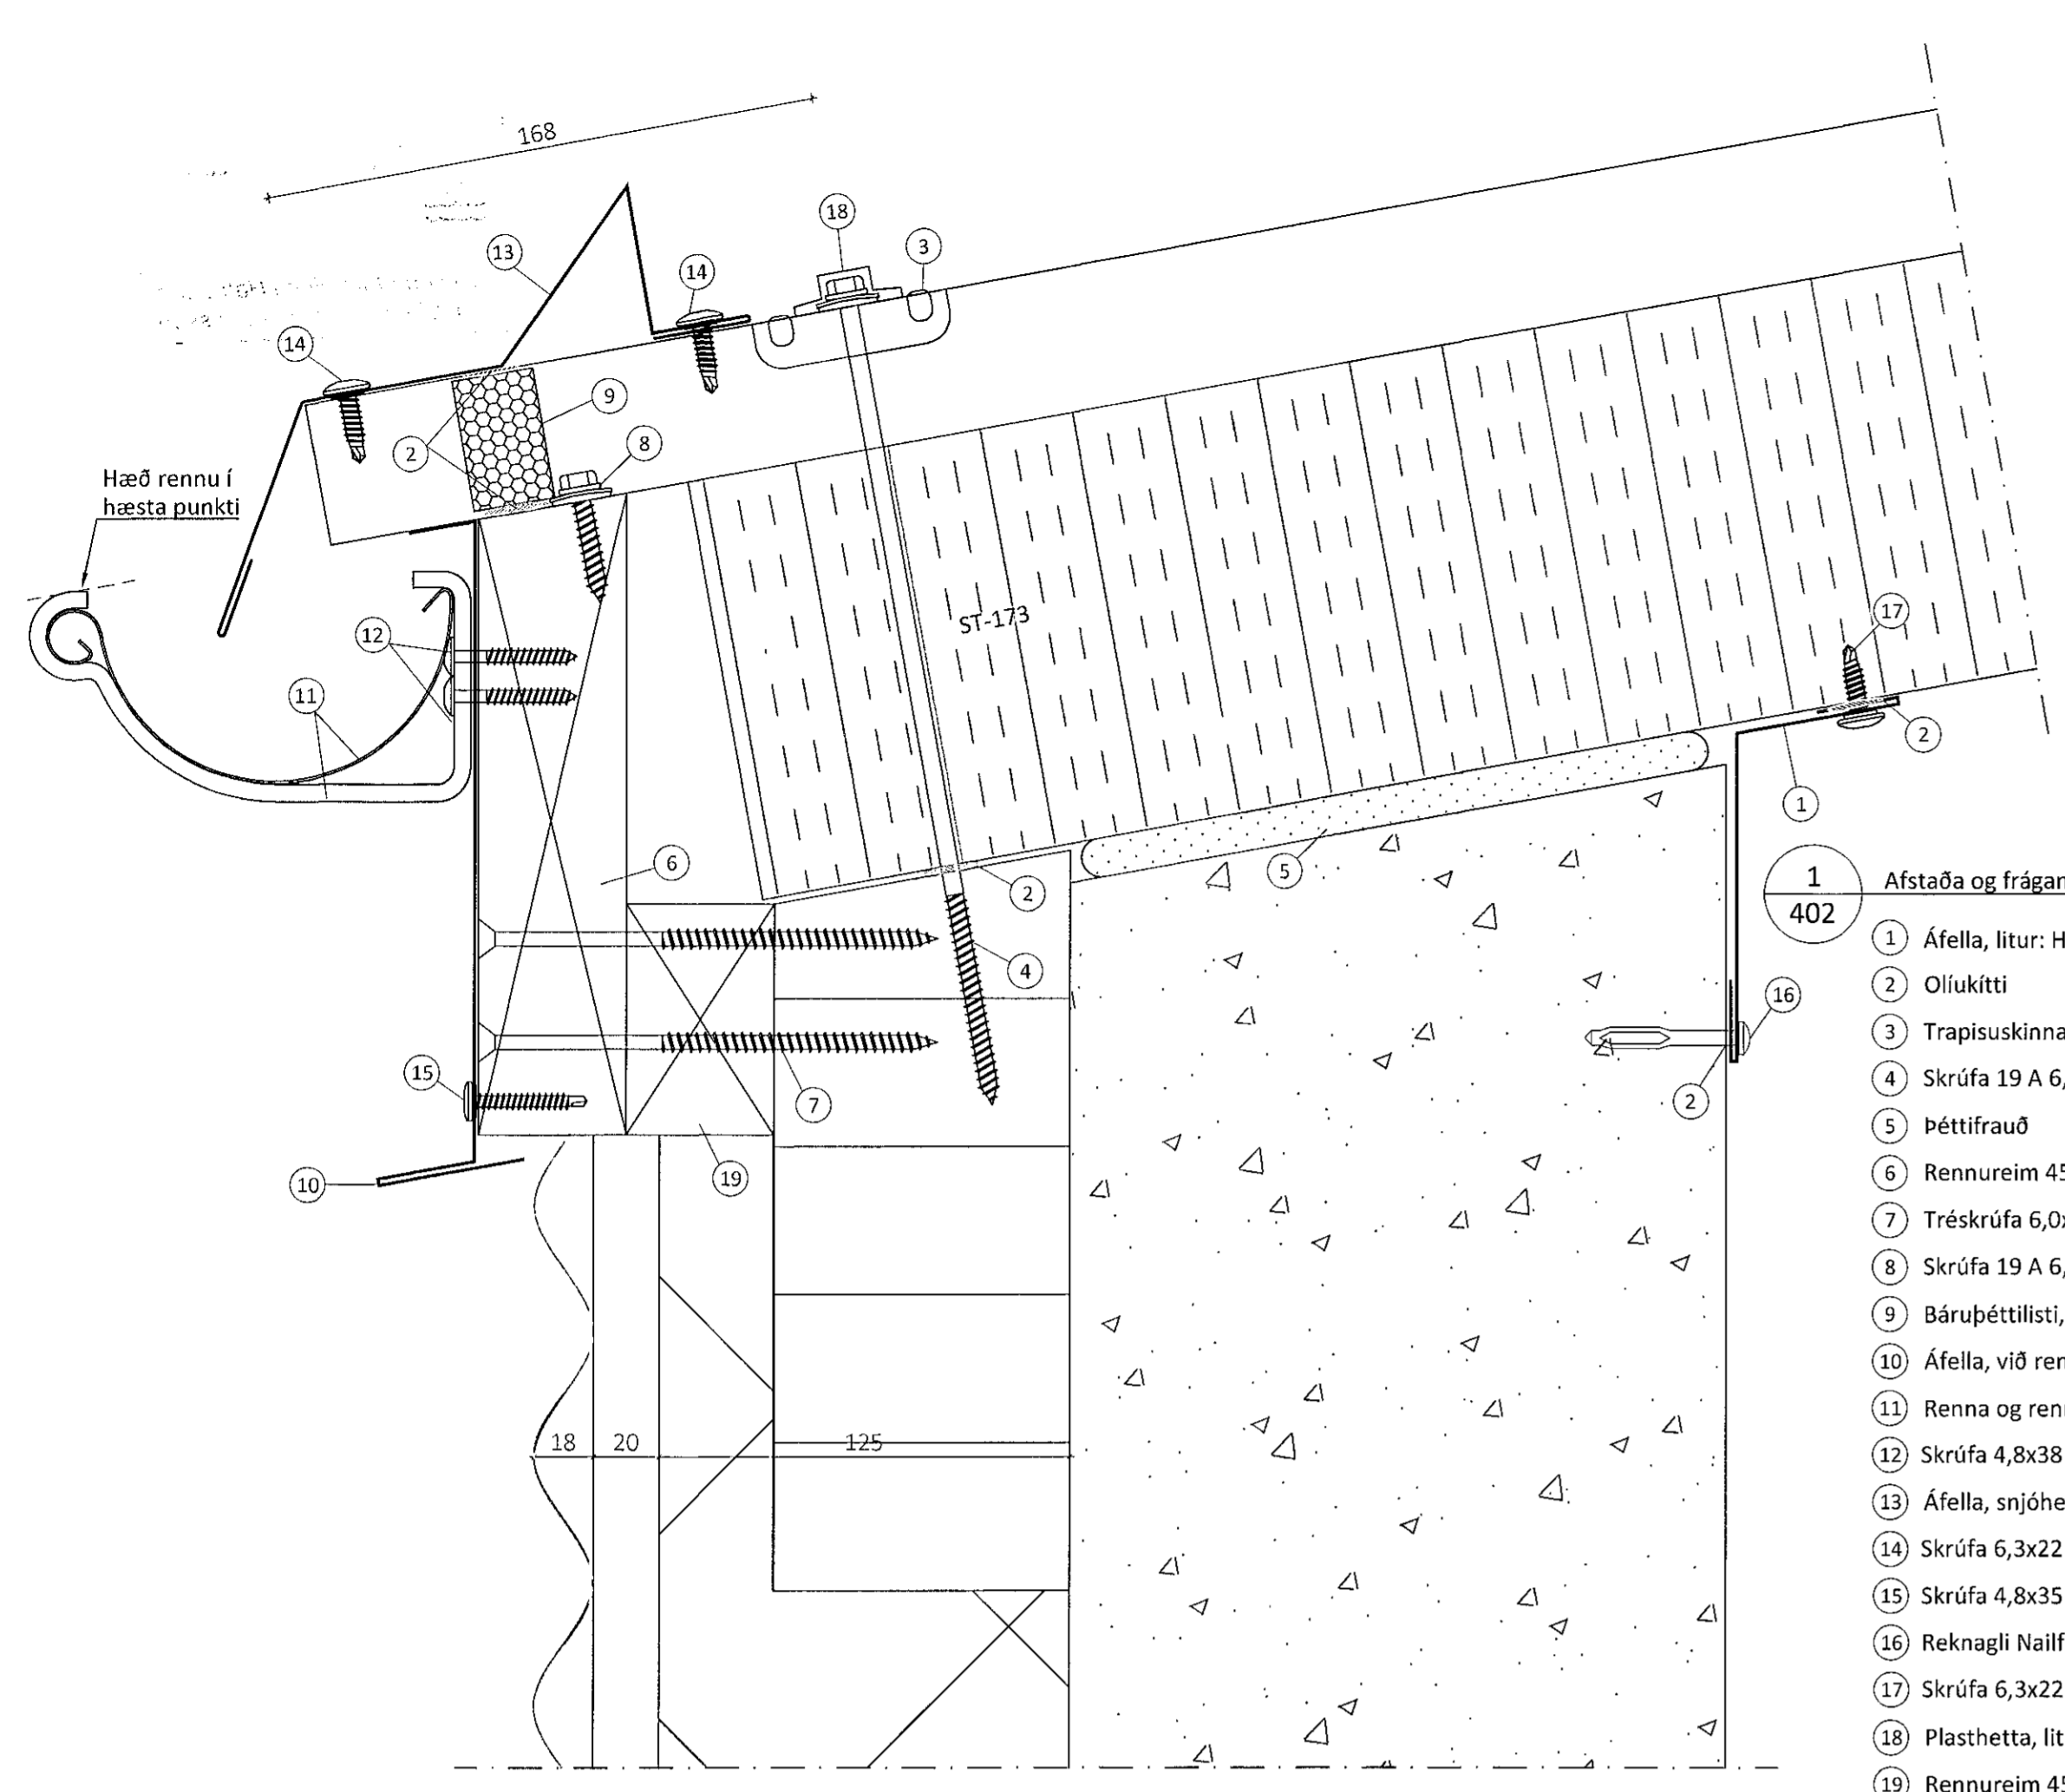 168
18
3
13
14
14
9
8
2
Hæð rennu í
hæsta punkti
ST-173
17
12
11
2
1
6
5
2
1
402
Afstaða og frágan
4
16
15
7
2
10
19
18 20 125
1 Áfella, litur: H
2 Olíukítti
3 Trapisuskinna
4 Skrúfa 19 A 6,
5 Þéttifrauð
6 Rennureim 45
7 Tréskrúfa 6,0x
8 Skrúfa 19 A 6,
9 Báruþéttilisti,
10 Áfella, við ren
11 Renna og renn
12 Skrúfa 4,8x38
13 Áfella, snjóhe
14 Skrúfa 6,3x22
15 Skrúfa 4,8x35
16 Reknagli Nailf
17 Skrúfa 6,3x22
18 Plasthetta, lit
19 Rennureim 45